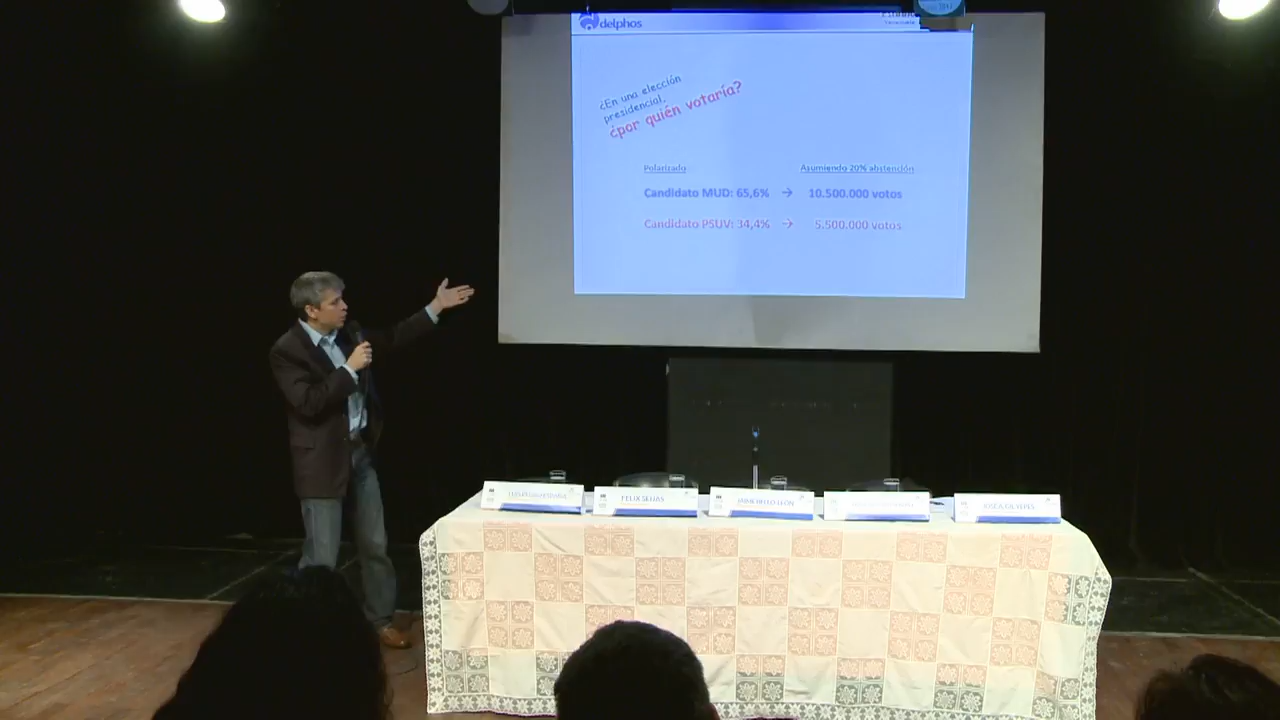 delphos
Venezuela
¿En una elección
presidencial,
¿por quién votaría?
Polarizado
Asumiendo 20% abstención
Candidato MUD: 65,6% → 10.500.000 votos
Candidato PSUV: 34,4% → 5.500.000 votos
FELIX SEIJAS